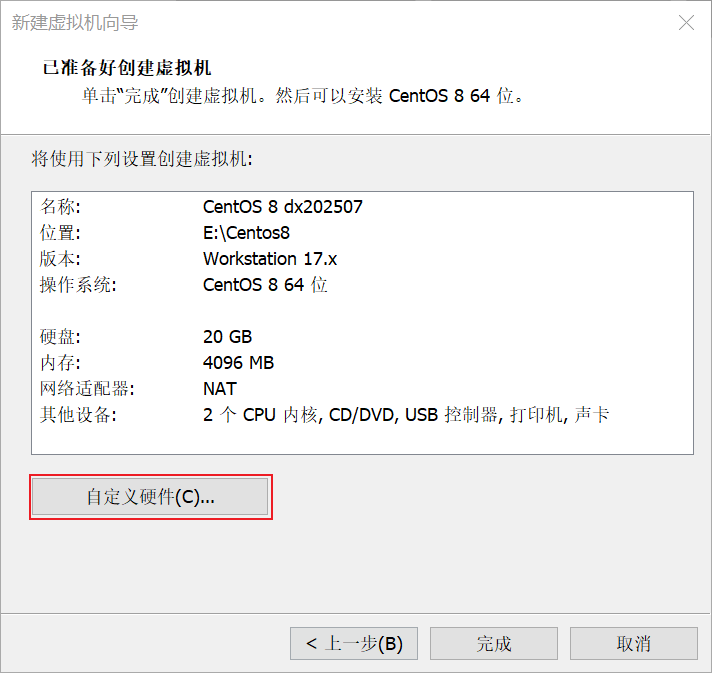 新建虚拟机向导
已准备好创建虚拟机
单击“完成”创建虚拟机。然后可以安装 CentOS 8 64 位。
将使用下列设置创建虚拟机:
名称: CentOS 8 dx202507
位置: E:\Centos8
版本: Workstation 17.x
操作系统: CentOS 8 64 位
硬盘: 20 GB
内存: 4096 MB
网络适配器: NAT
其他设备: 2 个 CPU 内核, CD/DVD, USB 控制器, 打印机, 声卡
自定义硬件(C)...
< 上一步(B) 完成 取消